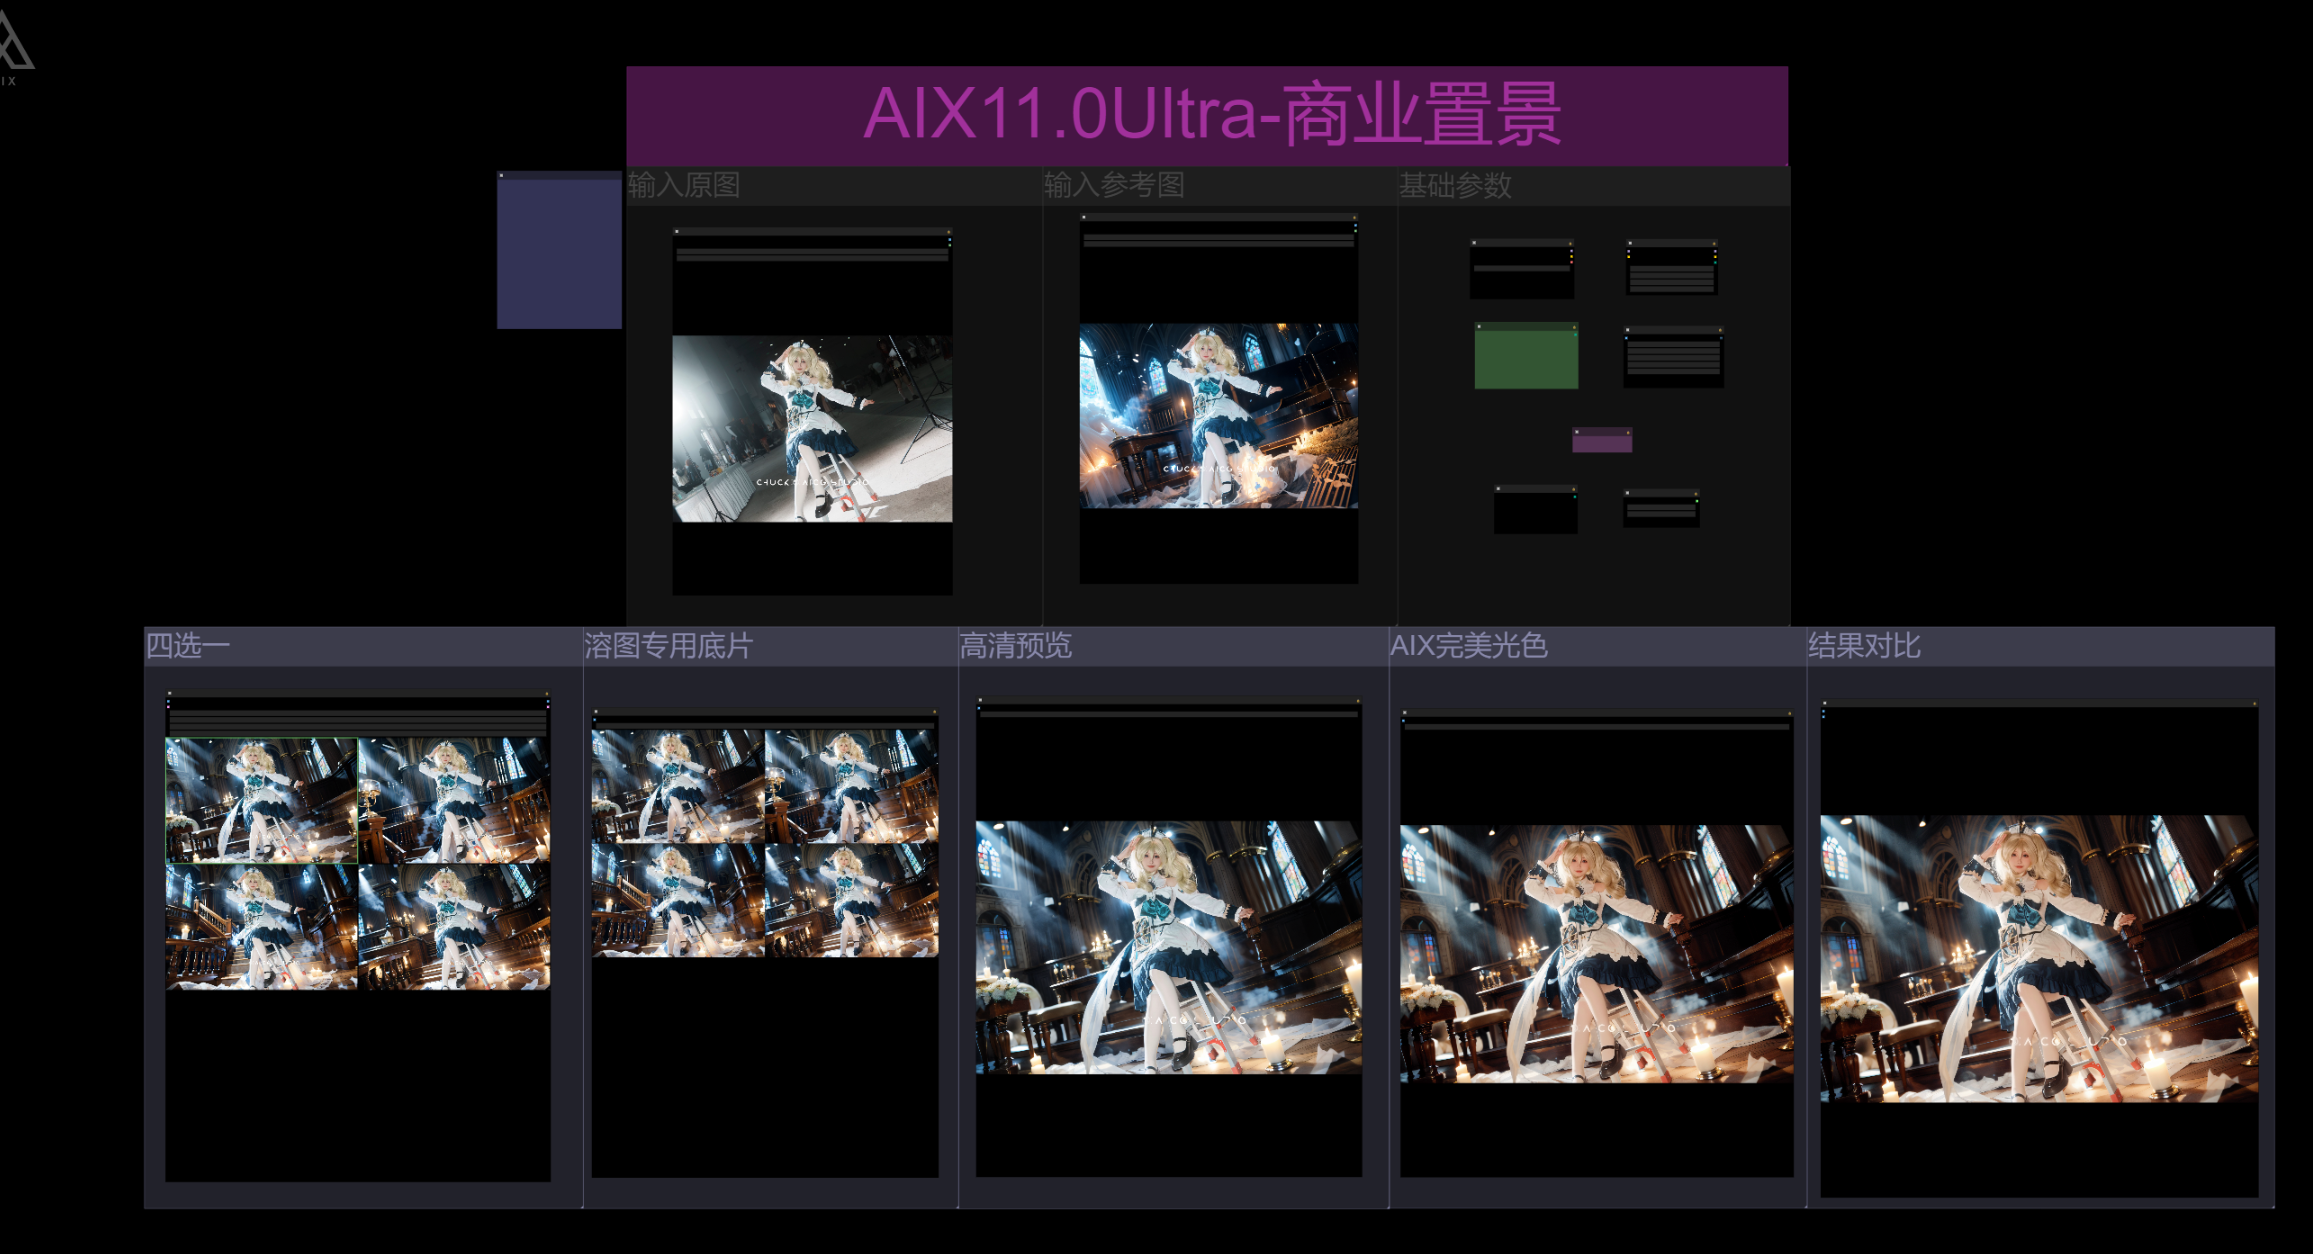 IX
AIX11.0Ultra-商业置景
输入原图
输入参考图
基础参数
四选一
溶图专用底片
高清预览
AIX完美光色
结果对比